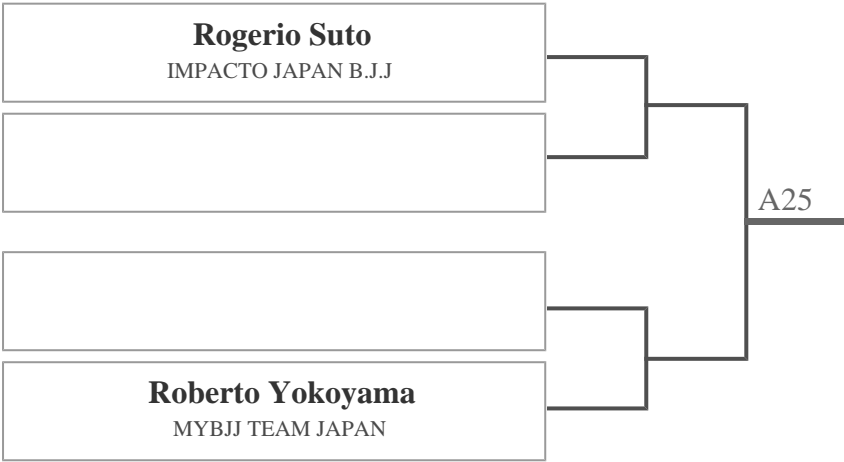 Rogerio Suto
IMPACTO JAPAN B.J.J
A25
Roberto Yokoyama
MYBJJ TEAM JAPAN